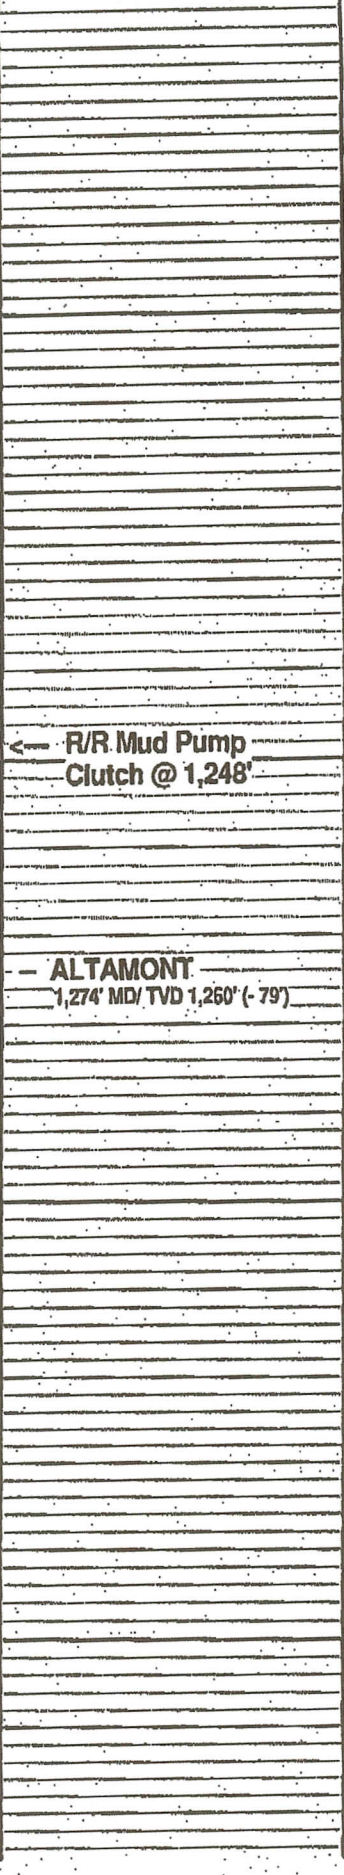 <— R/R Mud Pump
Clutch @ 1,248'
- – ALTAMONT
1,274' MD/ TVD 1,260' (- 79')